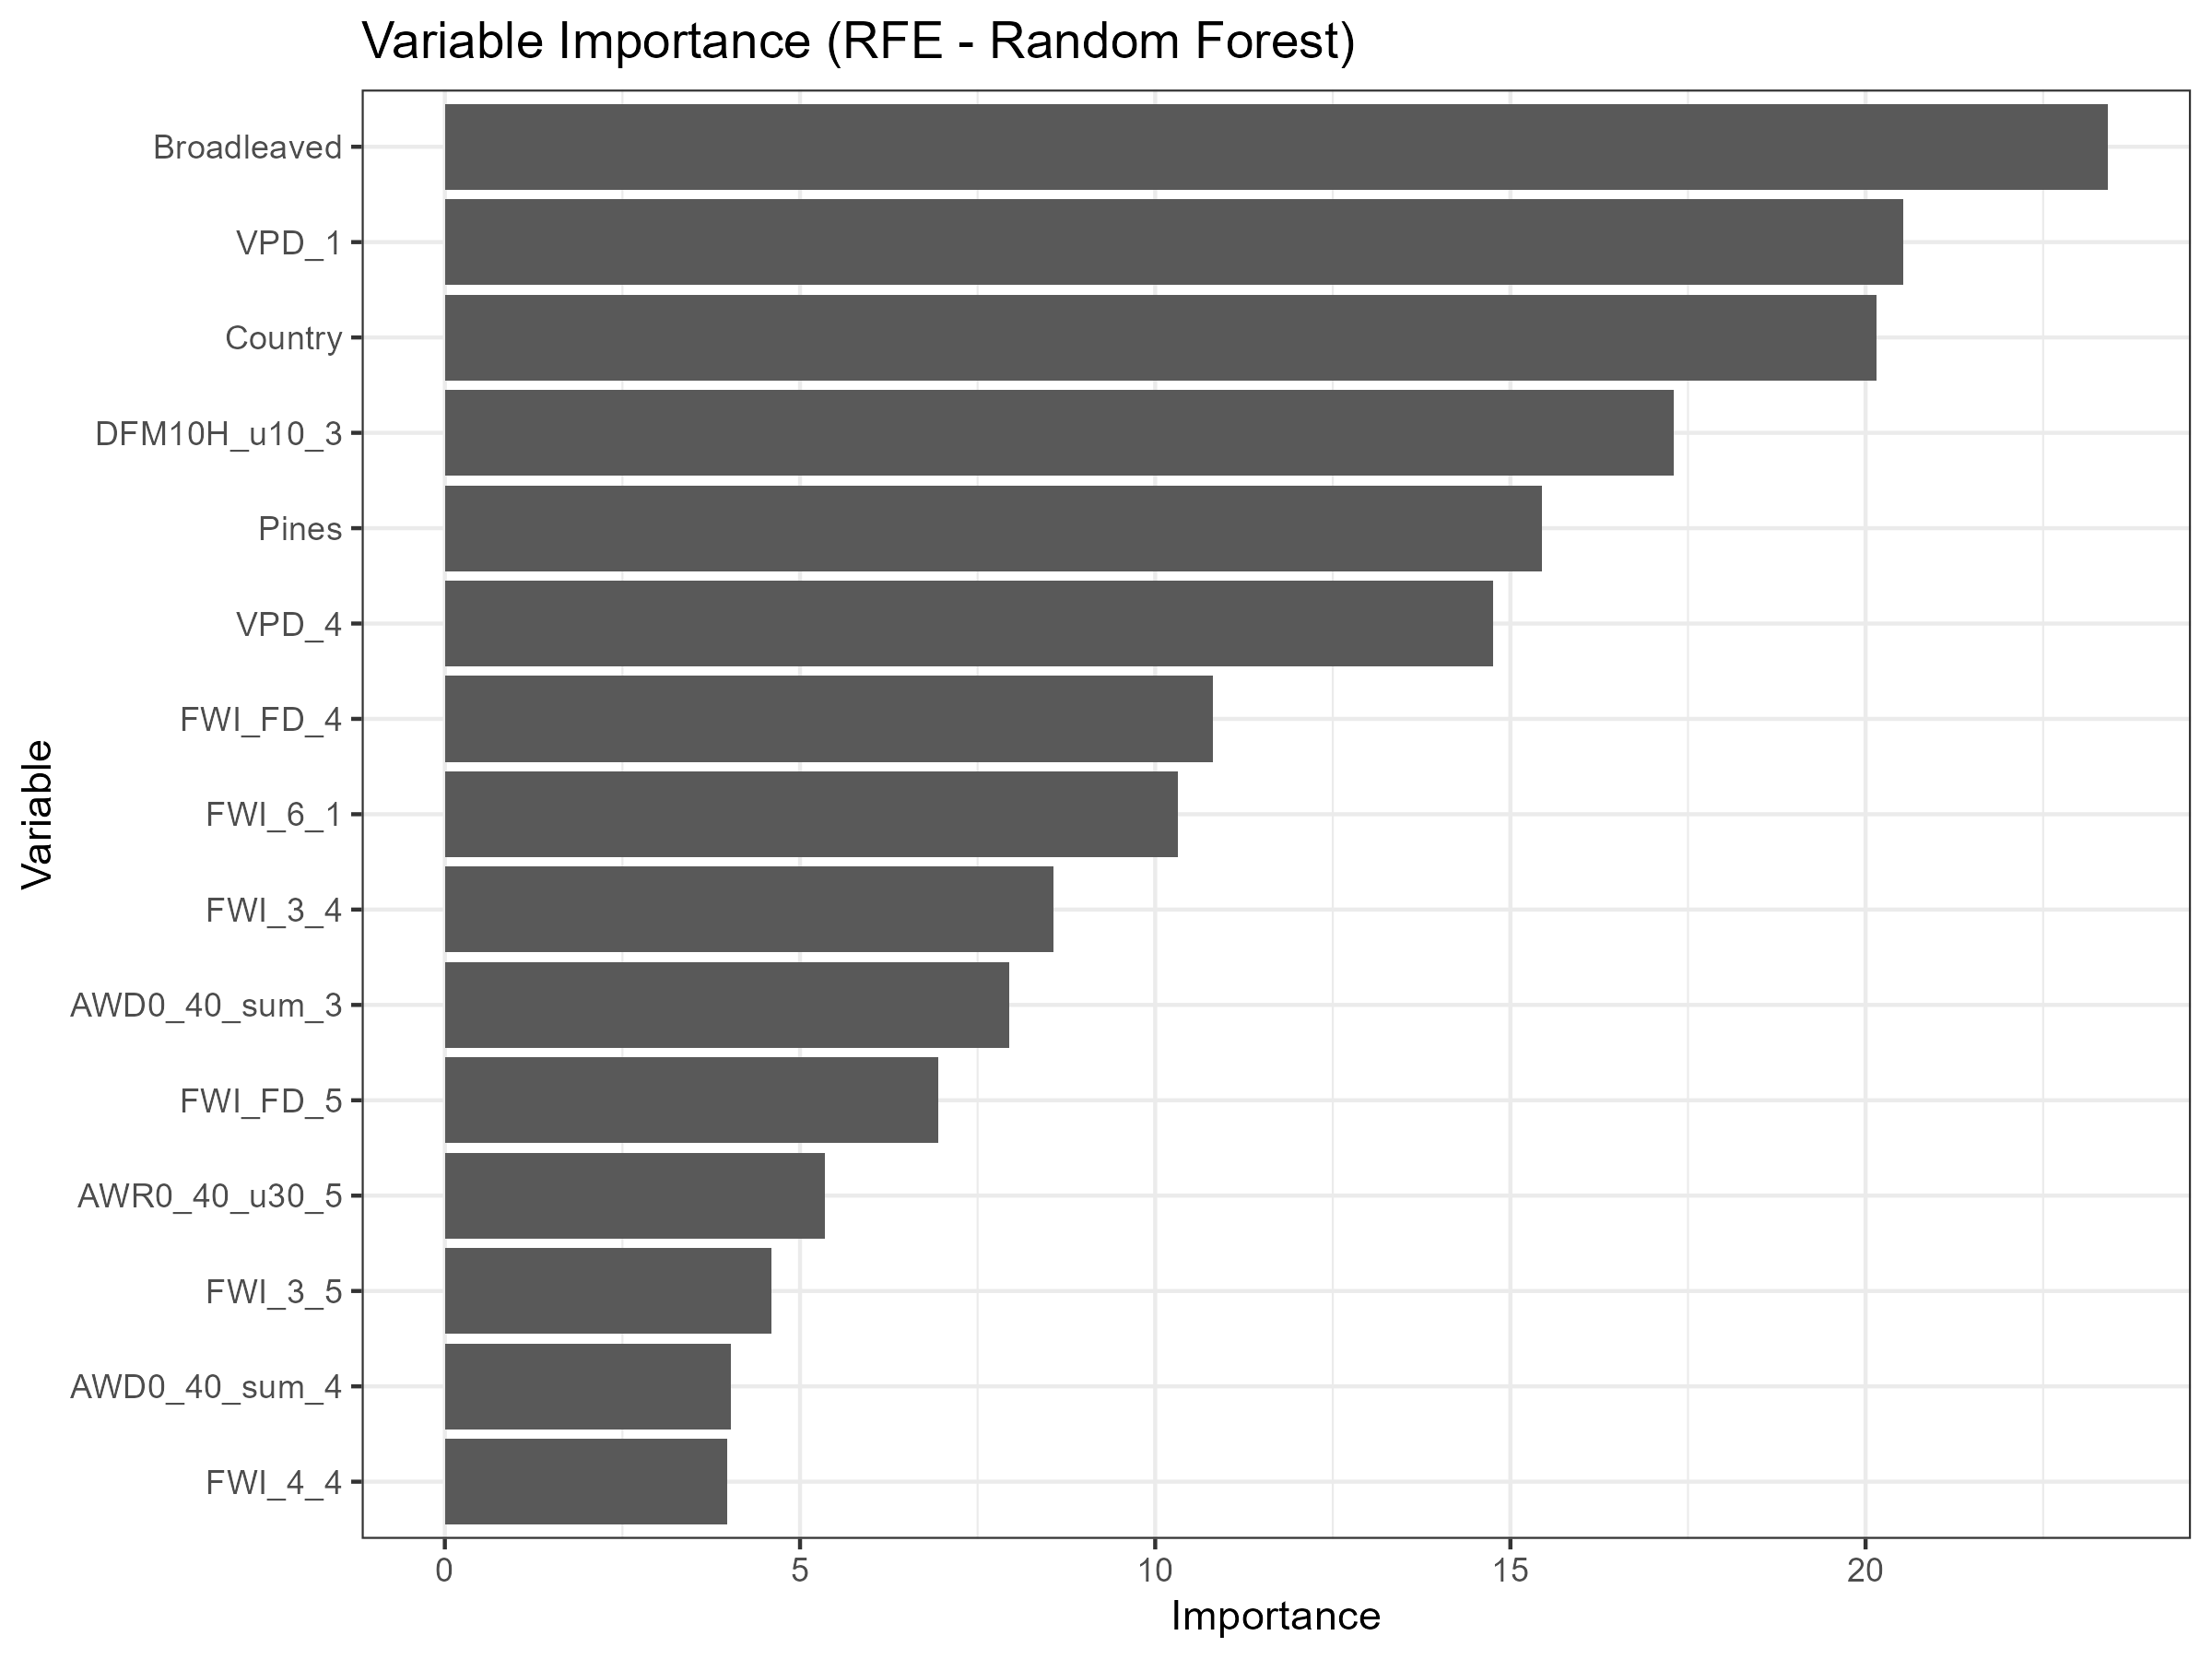 Variable Importance (RFE - Random Forest)
Variable
Broadleaved
VPD_1
Country
DFM10H_u10_3
Pines
VPD_4
FWI_FD_4
FWI_6_1
FWI_3_4
AWD0_40_sum_3
FWI_FD_5
AWR0_40_u30_5
FWI_3_5
AWD0_40_sum_4
FWI_4_4
0 5 10 15 20
Importance